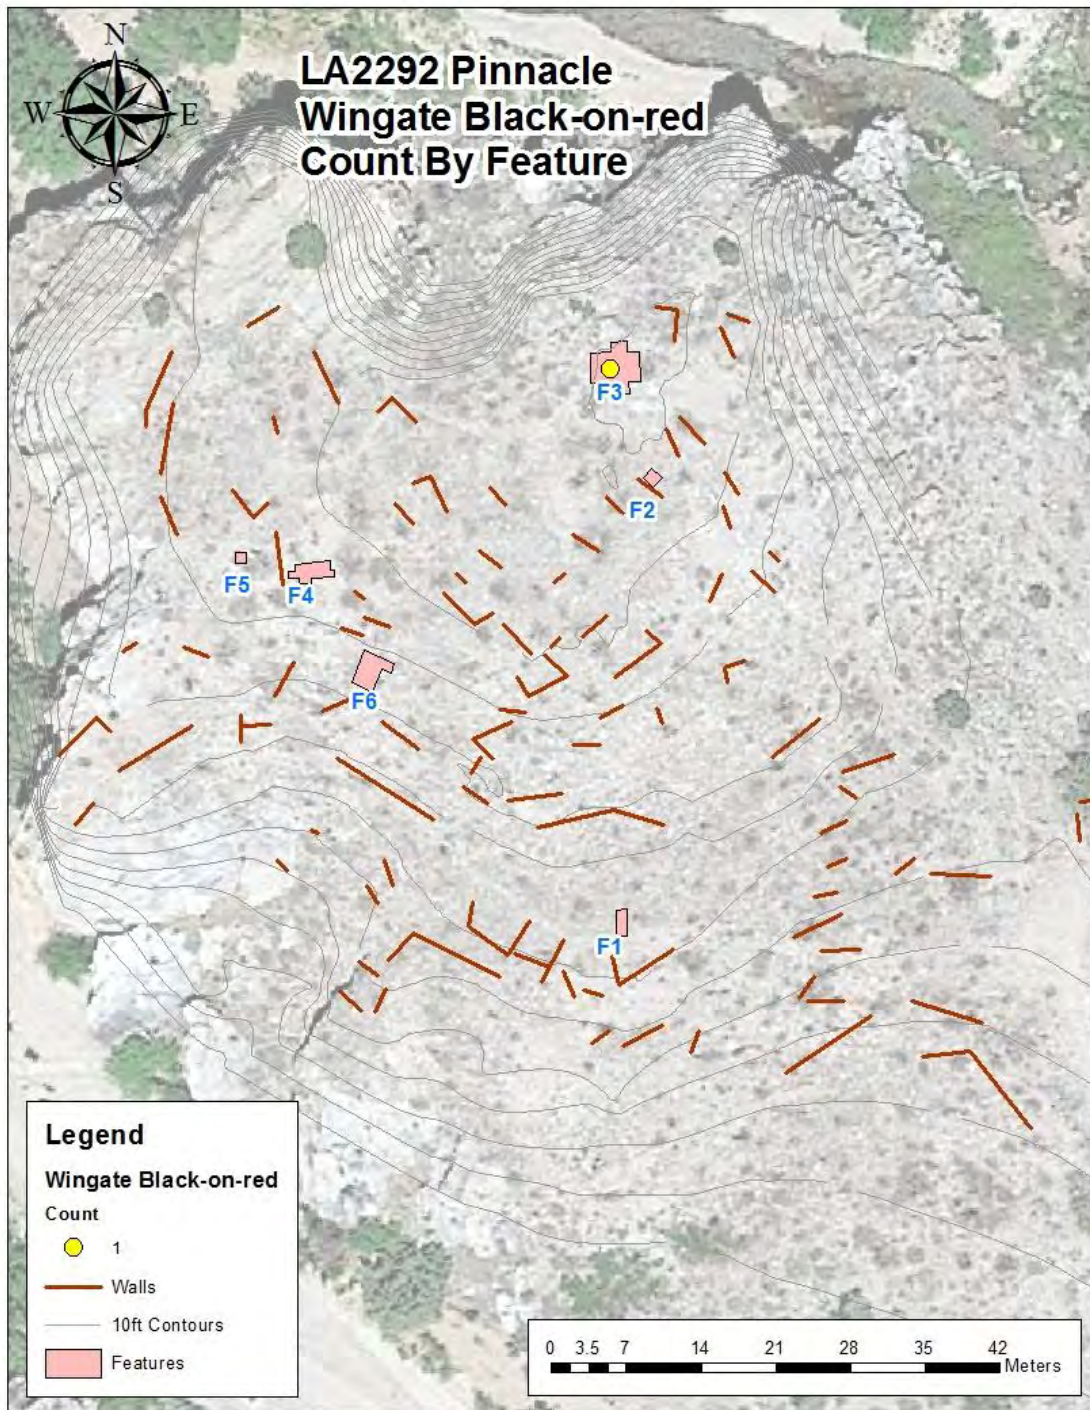 N
W E
S
LA2292 Pinnacle
Wingate Black-on-red
Count By Feature
F3
F2
F5
F4
F6
F1
Legend
Wingate Black-on-red
Count
1
Walls
10ft Contours
Features
0 3.5 7 14 21 28 35 42
Meters